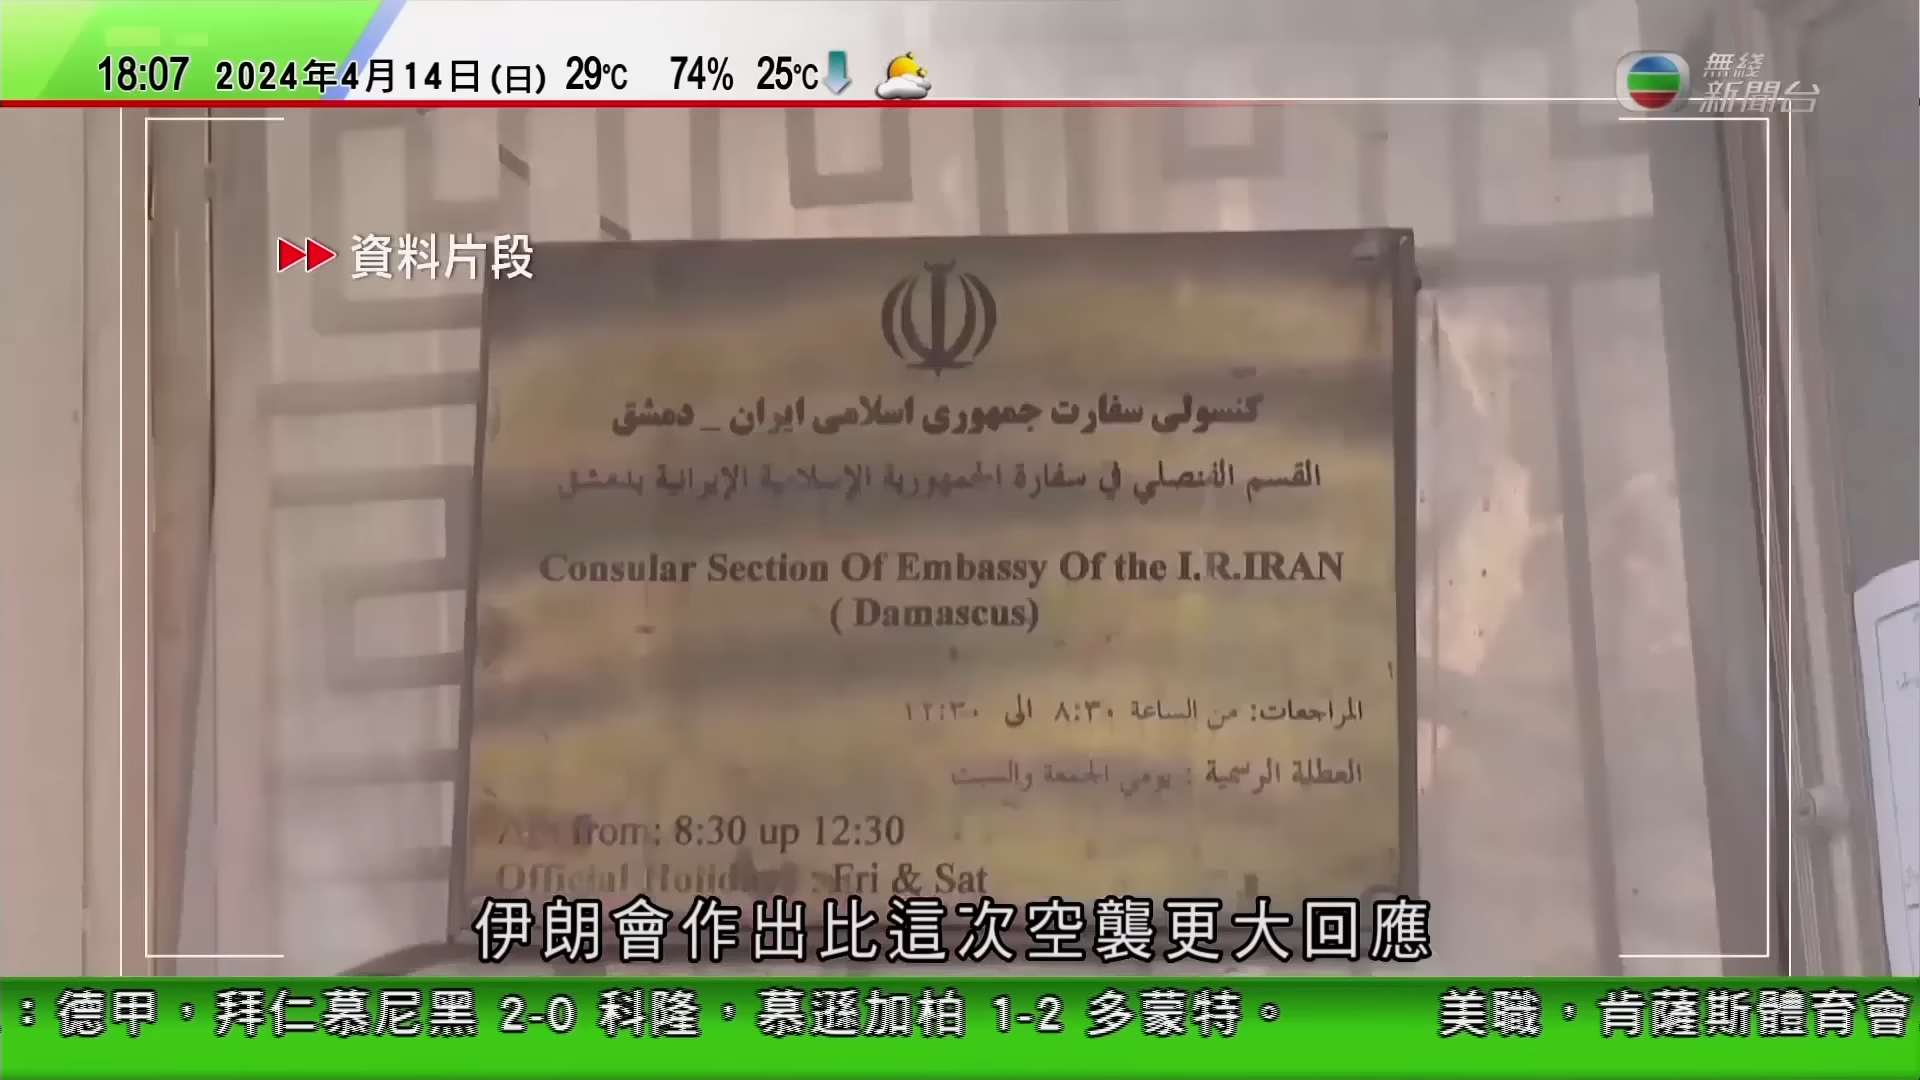 18:07 2024年4月14日(日) 29℃ 74% 25℃
無綫
新聞台
資料片段
كنسولی سفارت جمهوری اسلامی ایران _ دمشق
القسم القنصلي في سفارة الجمهورية الإسلامية الإيرانية بدمشق
Consular Section Of Embassy Of the I.R.IRAN
( Damascus)
المراجعات: من الساعة ٨:٣٠ الى ١٢:٣٠
العطلة الرسمية : يومي الجمعة والسبت
from: 8:30 up 12:30
Official : Fri & Sat
伊朗會作出比這次空襲更大回應
：德甲，拜仁慕尼黑 2-0 科隆，慕遜加柏 1-2 多蒙特。 美職，肯薩斯體育會